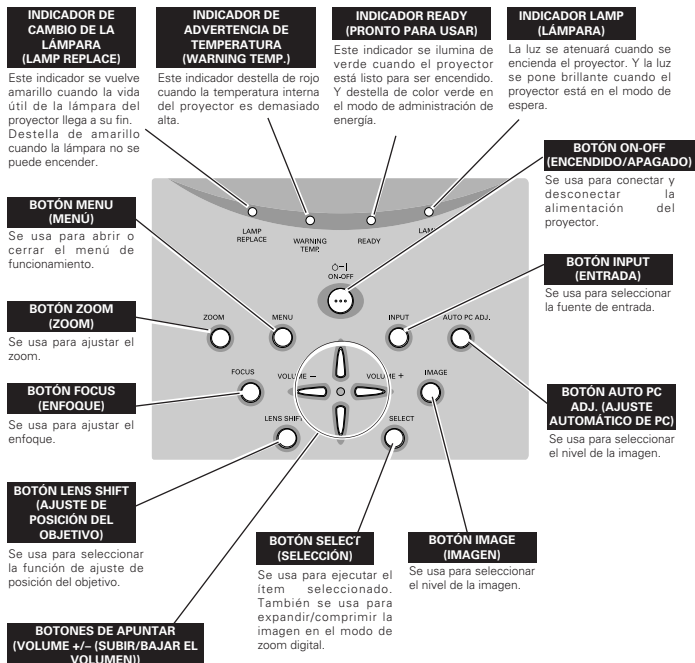 INDICADOR DE
CAMBIO DE LA
LÁMPARA
(LAMP REPLACE)
Este indicador se vuelve
amarillo cuando la vida
útil de la lámpara del
proyector llega a su fin.
Destella de amarillo
cuando la lámpara no se
puede encender.
INDICADOR DE
ADVERTENCIA DE
TEMPERATURA
(WARNING TEMP.)
Este indicador destella de rojo
cuando la temperatura interna
del proyector es demasiado
alta.
INDICADOR READY
(PRONTO PARA USAR)
Este indicador se ilumina de
verde cuando el proyector
está listo para ser encendido.
Y destella de color verde en
el modo de administración de
energía.
INDICADOR LAMP
(LÁMPARA)
La luz se atenuará cuando se
encienda el proyector. Y la luz
se pone brillante cuando el
proyector está en el modo de
espera.
BOTÓN ON-OFF
(ENCENDIDO/APAGADO)
Se usa para conectar y
desconectar la
alimentación del
proyector.
BOTÓN MENU
(MENÚ)
Se usa para abrir o
cerrar el menú de
funcionamiento.
BOTÓN INPUT
(ENTRADA)
Se usa para seleccionar
la fuente de entrada.
BOTÓN ZOOM
(ZOOM)
Se usa para ajustar el
zoom.
BOTÓN FOCUS
(ENFOQUE)
Se usa para ajustar el
enfoque.
BOTÓN AUTO PC
ADJ. (AJUSTE
AUTOMÁTICO DE PC)
Se usa para seleccionar
el nivel de la imagen.
BOTÓN LENS SHIFT
(AJUSTE DE
POSICIÓN DEL
OBJETIVO)
Se usa para seleccionar
la función de ajuste de
posición del objetivo.
BOTÓN SELECT
(SELECCIÓN)
Se usa para ejecutar el
ítem seleccionado.
También se usa para
expandir/comprimir la
imagen en el modo de
zoom digital.
BOTÓN IMAGE
(IMAGEN)
Se usa para seleccionar
el nivel de la imagen.
BOTONES DE APUNTAR
(VOLUME +/– (SUBIR/BAJAR EL
VOLUMEN))
LAMP
REPLACE
WARNING
TEMP.
READY
LAM
ON-OFF
ZOOM
MENU
INPUT
AUTO PC ADJ.
FOCUS
VOLUME –
VOLUME +
IMAGE
LENS SHIFT
SELECT